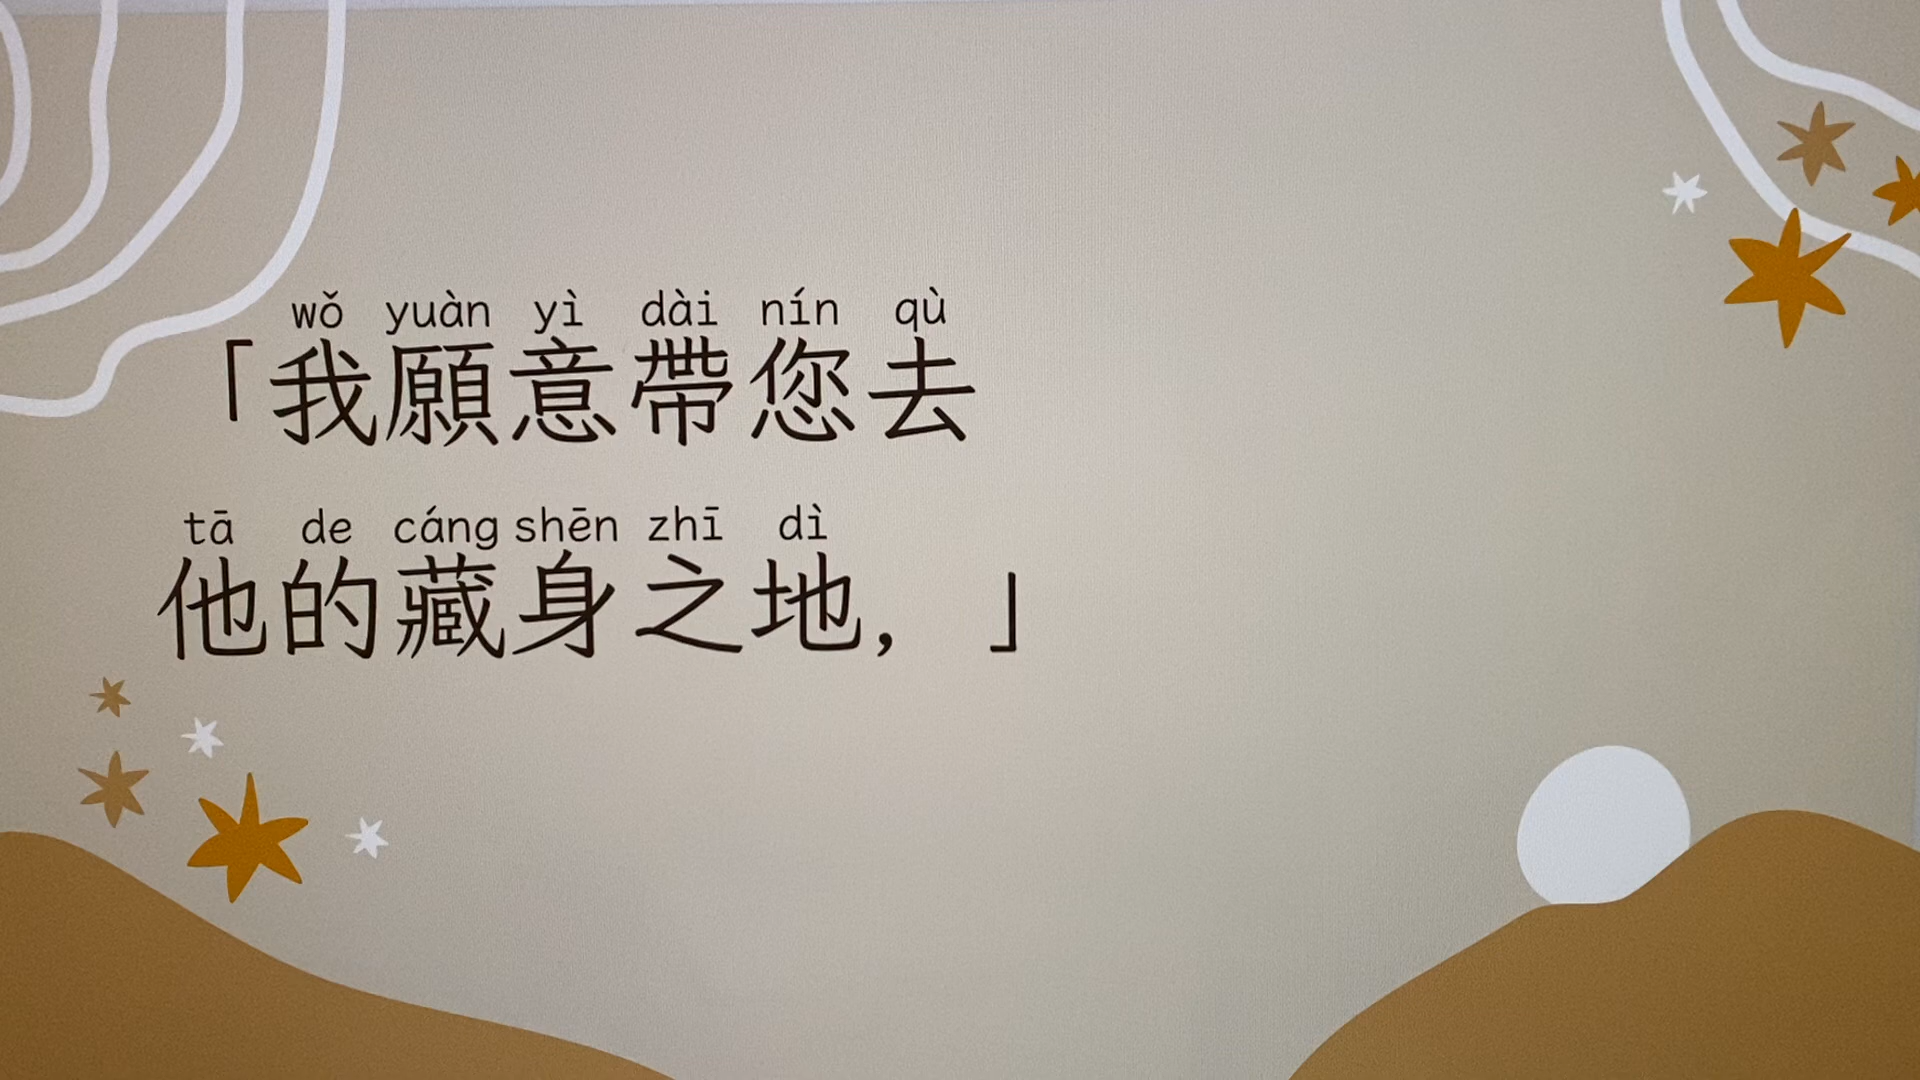 wǒ yuàn yì dài nín qù
「我願意帶您去
tā de cáng shēn zhī dì
他的藏身之地，」